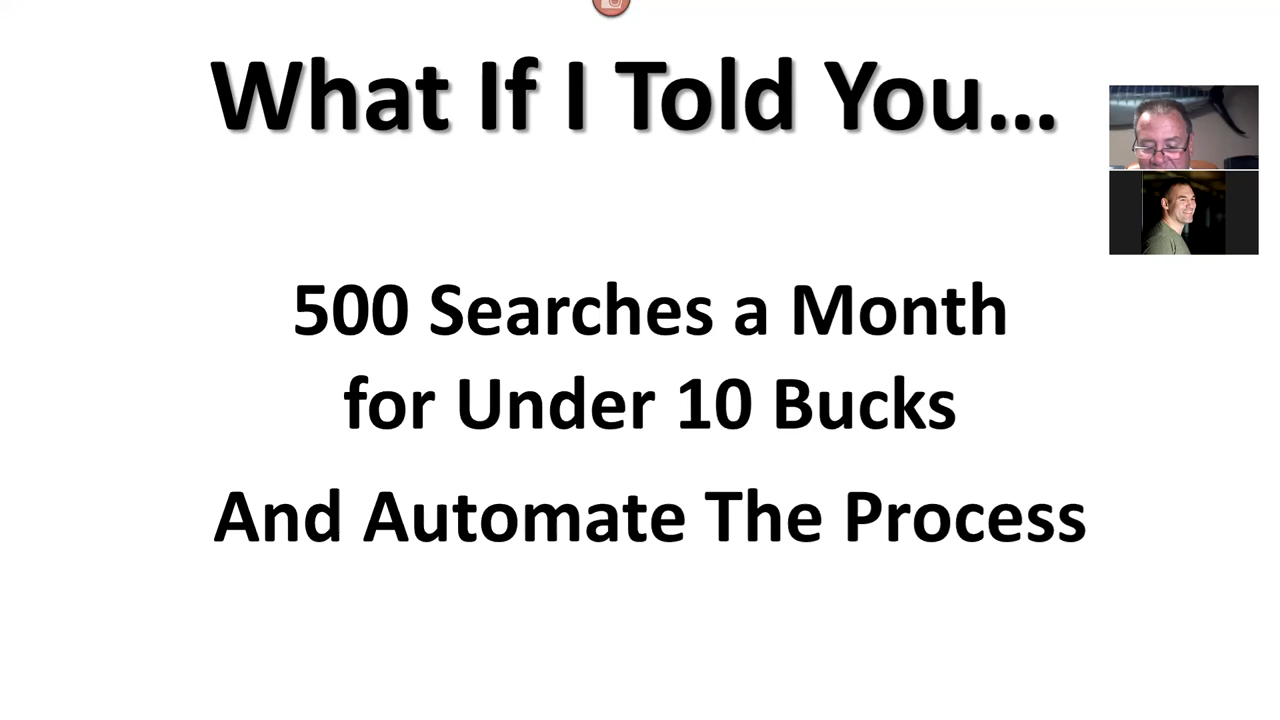 What If I Told You...
500 Searches a Month
for Under 10 Bucks
And Automate The Process